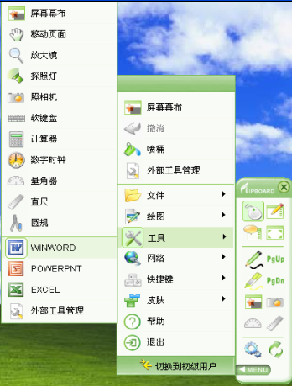 屏幕幕布
移动页面
放大镜
探照灯
照相机
软键盘
计算器
数字时钟
量角器
直尺
圆规
WINWORD
POWERPNT
EXCEL
外部工具管理
屏幕幕布
撤消
喷桶
外部工具管理
文件
绘图
工具
网络
快捷键
皮肤
帮助
退出
切换到初级用户
PgUp
PgDn
MENU